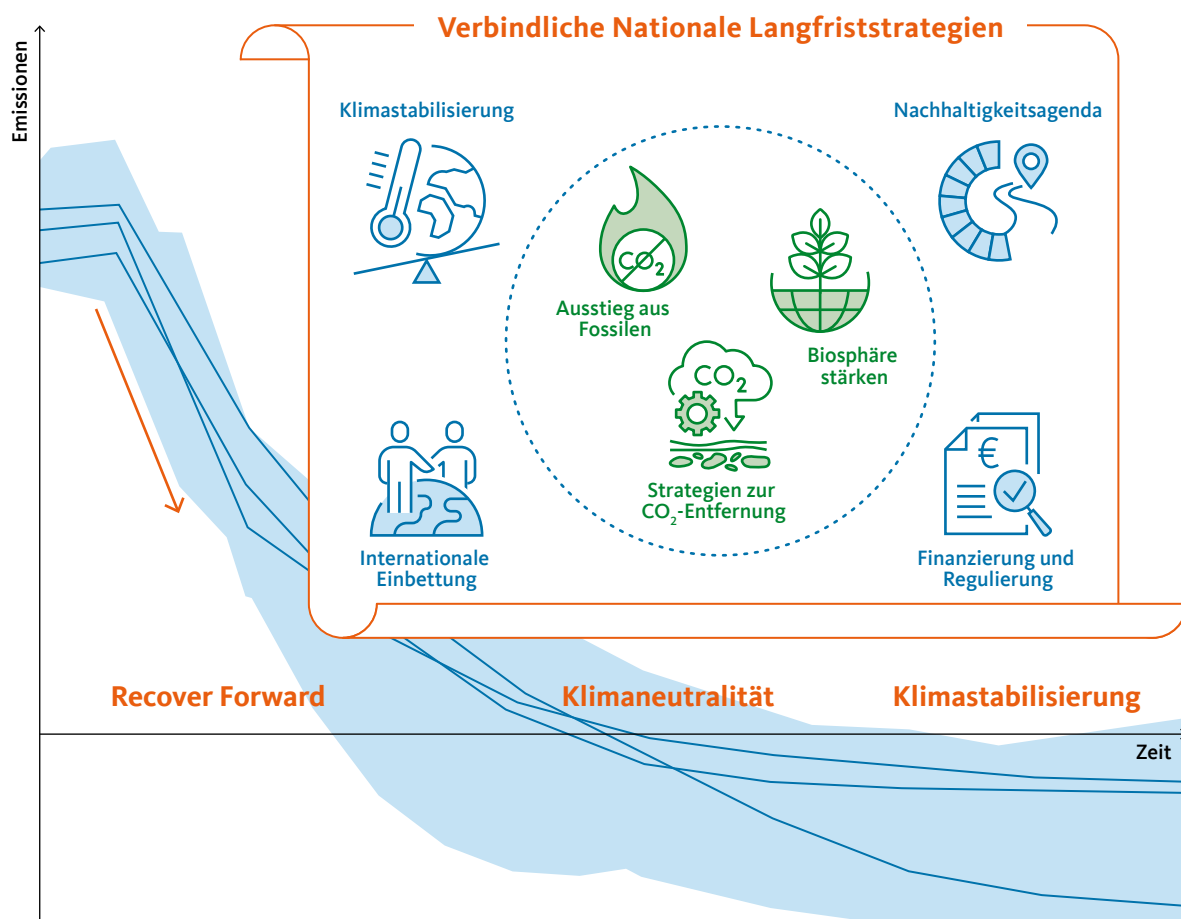 Verbindliche Nationale Langfriststrategien
Emissionen
Klimastabilisierung
Nachhaltigkeitsagenda
CO₂
Ausstieg aus
Fossilen
Biosphäre
stärken
CO₂
Strategien zur
CO₂-Entfernung
€
Internationale
Einbettung
Finanzierung und
Regulierung
Recover Forward
Klimaneutralität
Klimastabilisierung
Zeit